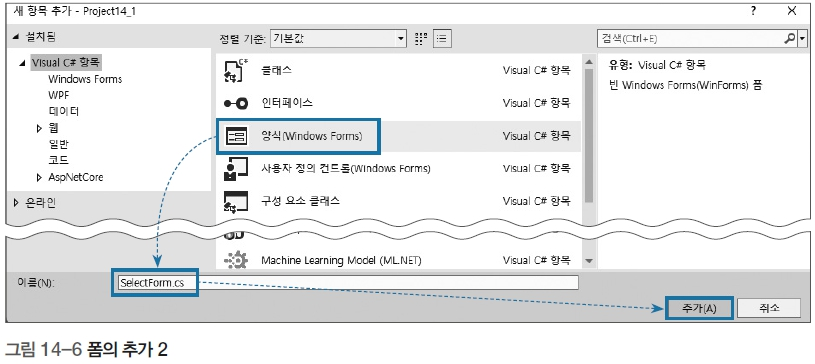 새 항목 추가 - Project14_1
? ×
설치됨
정렬 기준: 기본값
검색(Ctrl+E)
Visual C# 항목
Windows Forms
WPF
데이터
웹
일반
코드
AspNetCore
온라인
클래스 Visual C# 항목
인터페이스 Visual C# 항목
양식(Windows Forms) Visual C# 항목
사용자 정의 컨트롤(Windows Forms) Visual C# 항목
구성 요소 클래스 Visual C# 항목
Machine Learning Model (ML.NET) Visual C# 항목
유형: Visual C# 항목
빈 Windows Forms(WinForms) 폼
이름(N): SelectForm.cs
추가(A) 취소
그림 14-6 폼의 추가 2